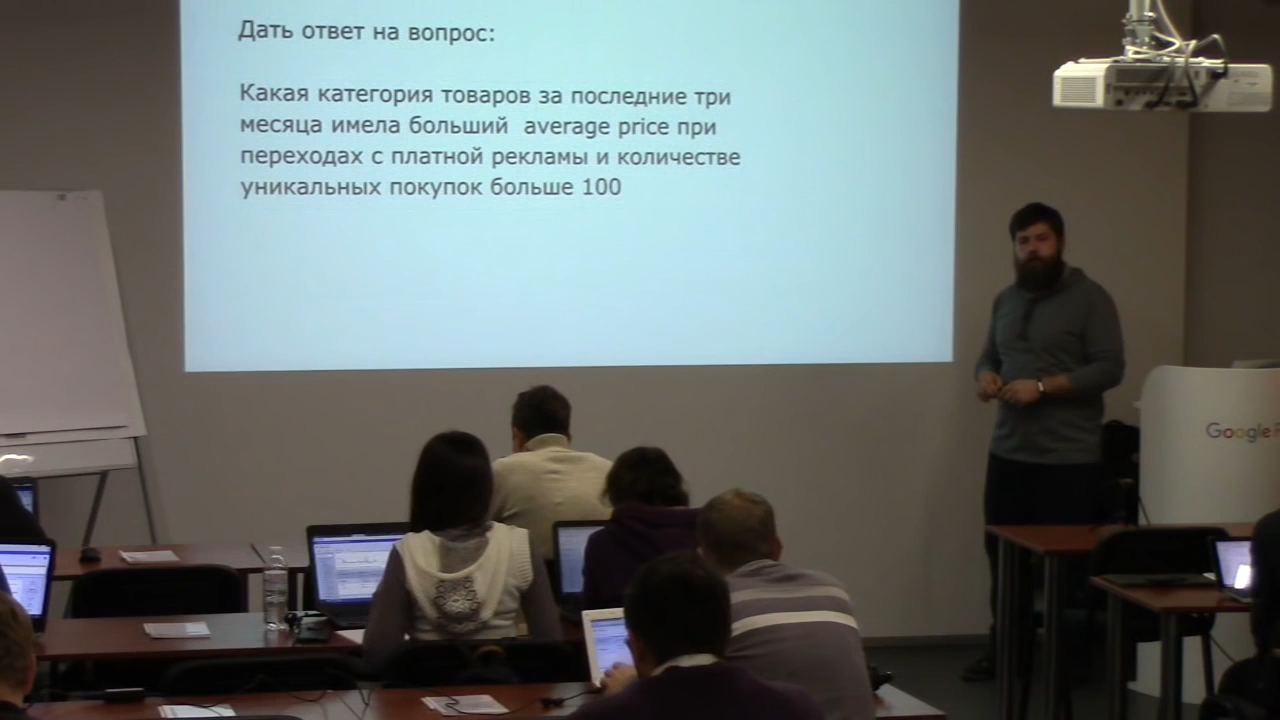 Дать ответ на вопрос:
Какая категория товаров за последние три
месяца имела больший average price при
переходах с платной рекламы и количестве
уникальных покупок больше 100
Google